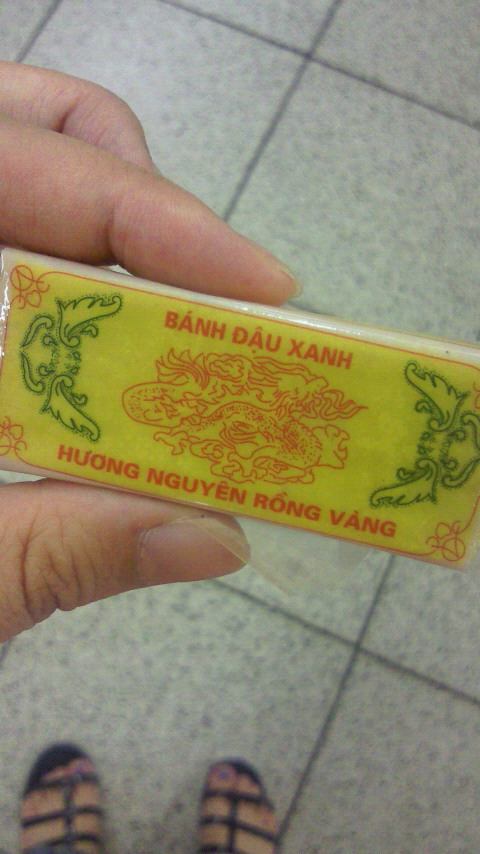 BÁNH ĐẬU XANH
HƯƠNG NGUYÊN RỒNG VÀNG